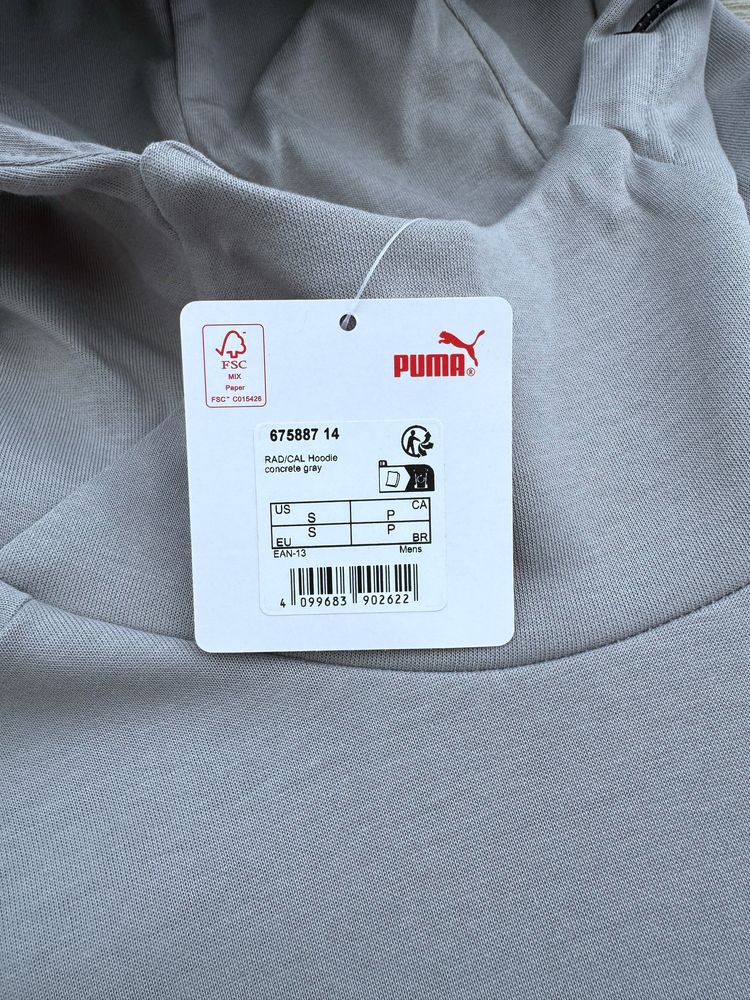 FSC™
MIX
Paper
FSC™ C015426
PUMA®
675887 14
RAD/CAL Hoodie
concrete gray
US S P CA
EU S P BR
EAN-13 Mens
4 099683 902622